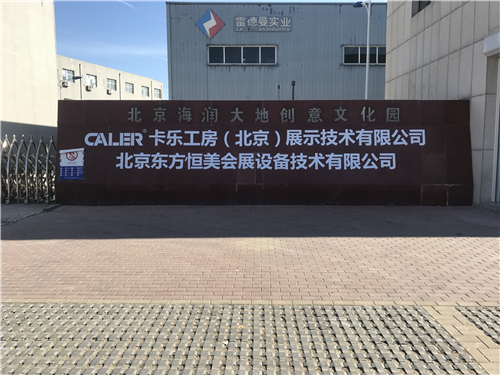 雷德曼实业
北京海润大地创意文化园
CALER® 卡乐工房（北京）展示技术有限公司
北京东方恒美会展设备技术有限公司